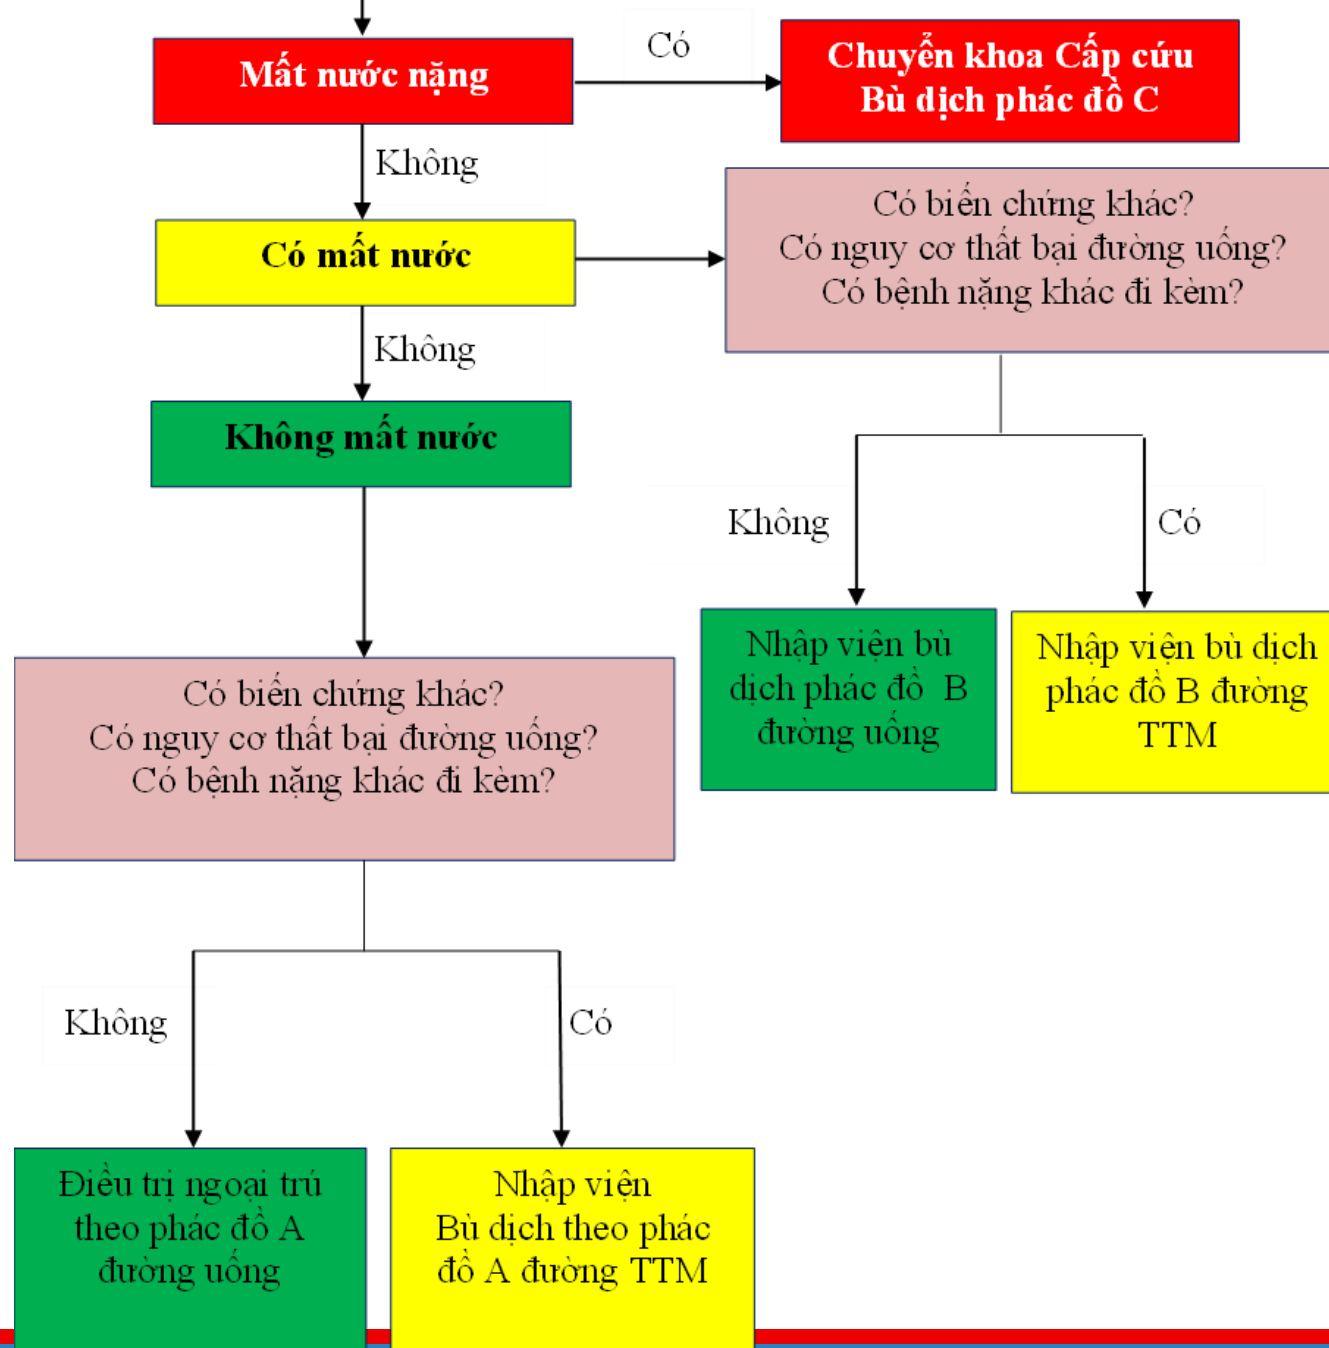 Mất nước nặng
Có
Chuyển khoa Cấp cứu
Bù dịch phác đồ C
Không
Có mất nước
Có biến chứng khác?
Có nguy cơ thất bại đường uống?
Có bệnh nặng khác đi kèm?
Không
Không mất nước
Không
Có
Nhập viện bù
dịch phác đồ B
đường uống
Nhập viện bù dịch
phác đồ B đường
TTM
Có biến chứng khác?
Có nguy cơ thất bại đường uống?
Có bệnh nặng khác đi kèm?
Không
Có
Điều trị ngoại trú
theo phác đồ A
đường uống
Nhập viện
Bù dịch theo phác
đồ A đường TTM